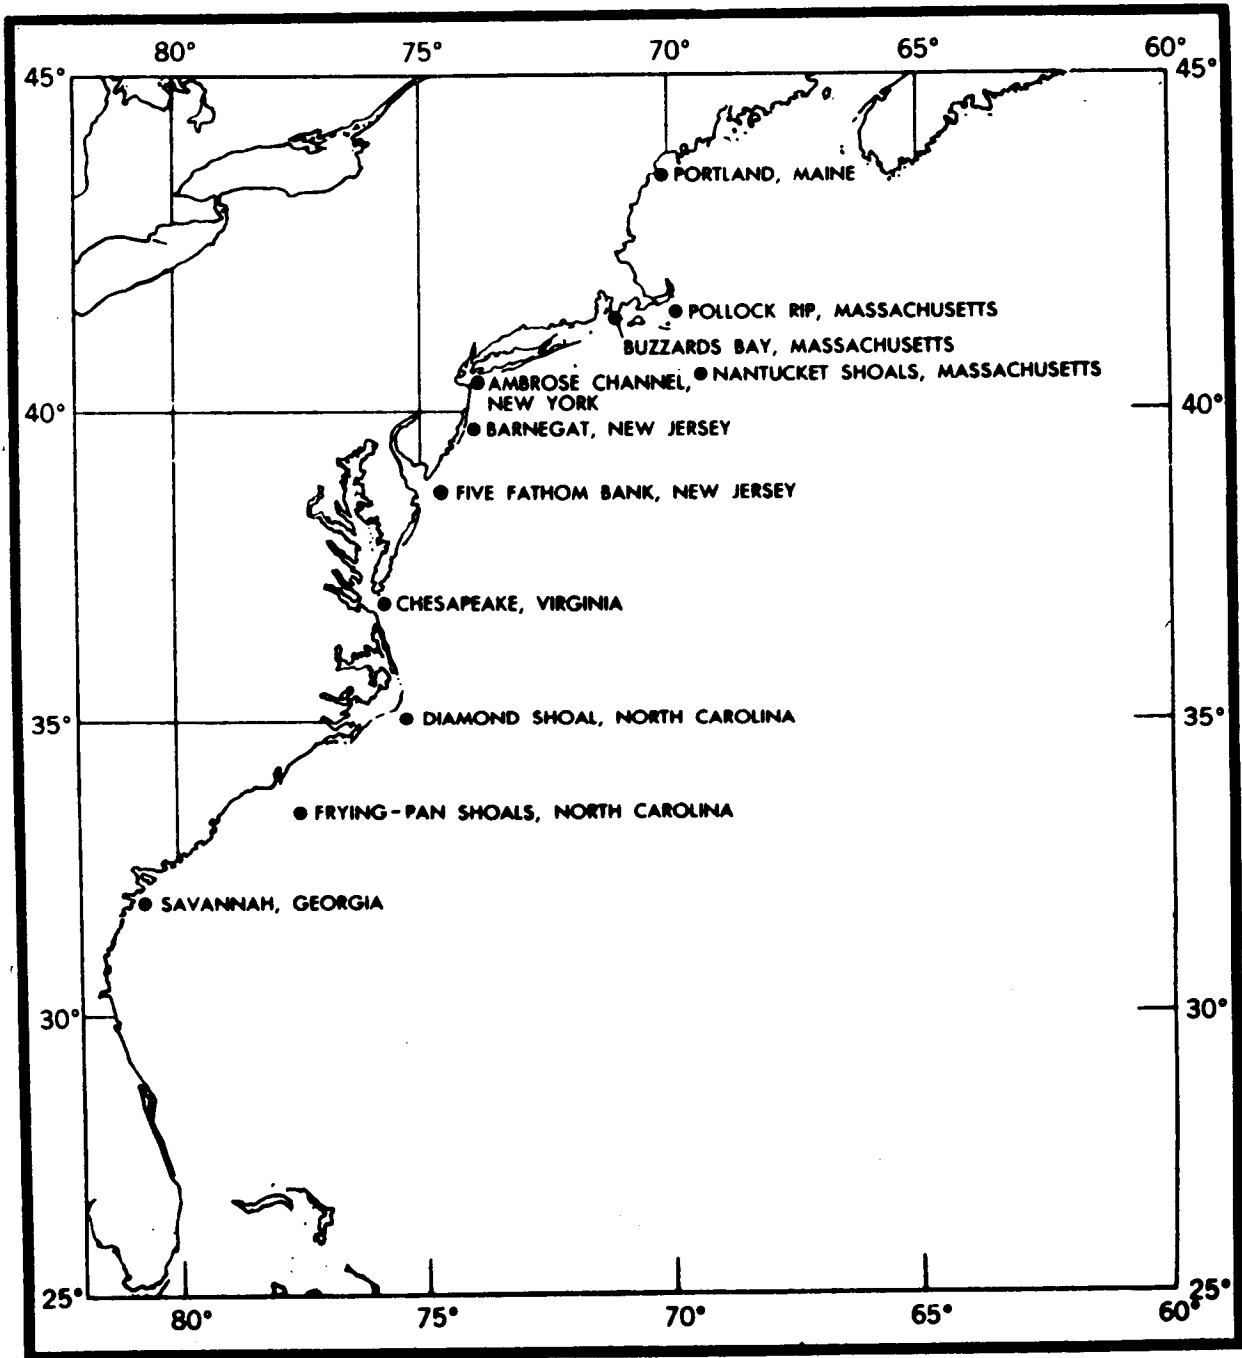 80° 75° 70° 65° 60°
45° 45°
PORTLAND, MAINE
POLLOCK RIP, MASSACHUSETTS
BUZZARDS BAY, MASSACHUSETTS
NANTUCKET SHOALS, MASSACHUSETTS
AMBROSE CHANNEL,
NEW YORK
40° 40°
BARNEGAT, NEW JERSEY
FIVE FATHOM BANK, NEW JERSEY
CHESAPEAKE, VIRGINIA
35° 35°
DIAMOND SHOAL, NORTH CAROLINA
FRYING-PAN SHOALS, NORTH CAROLINA
SAVANNAH, GEORGIA
30° 30°
25° 25°
80° 75° 70° 65° 60°